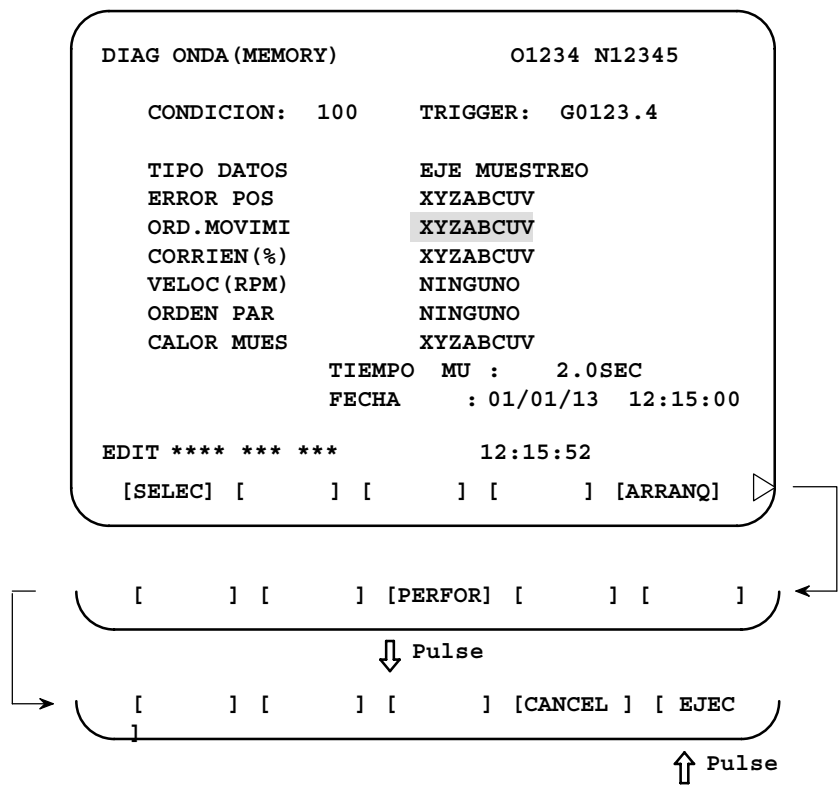 DIAG ONDA(MEMORY) O1234 N12345
CONDICION: 100 TRIGGER: G0123.4
TIPO DATOS EJE MUESTREO
ERROR POS XYZABCUV
ORD.MOVIMI XYZABCUV
CORRIEN(%) XYZABCUV
VELOC(RPM) NINGUNO
ORDEN PAR NINGUNO
CALOR MUES XYZABCUV
TIEMPO MU : 2.0SEC
FECHA : 01/01/13 12:15:00
EDIT **** *** *** 12:15:52
[SELEC] [ ] [ ] [ ] [ARRANQ]
[ ] [ ] [PERFOR] [ ] [ ]
Pulse
[ ] [ ] [ ] [CANCEL ] [ EJEC
]
Pulse